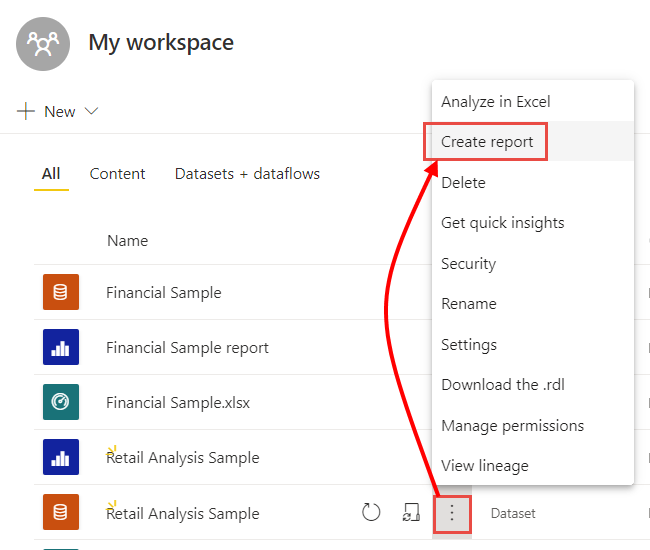 My workspace
New
Analyze in Excel
Create report
Delete
Get quick insights
Security
Rename
Settings
Download the .rdl
Manage permissions
View lineage
All Content Datasets + dataflows
Name
Financial Sample
Financial Sample report
Financial Sample.xlsx
Retail Analysis Sample
Retail Analysis Sample Dataset